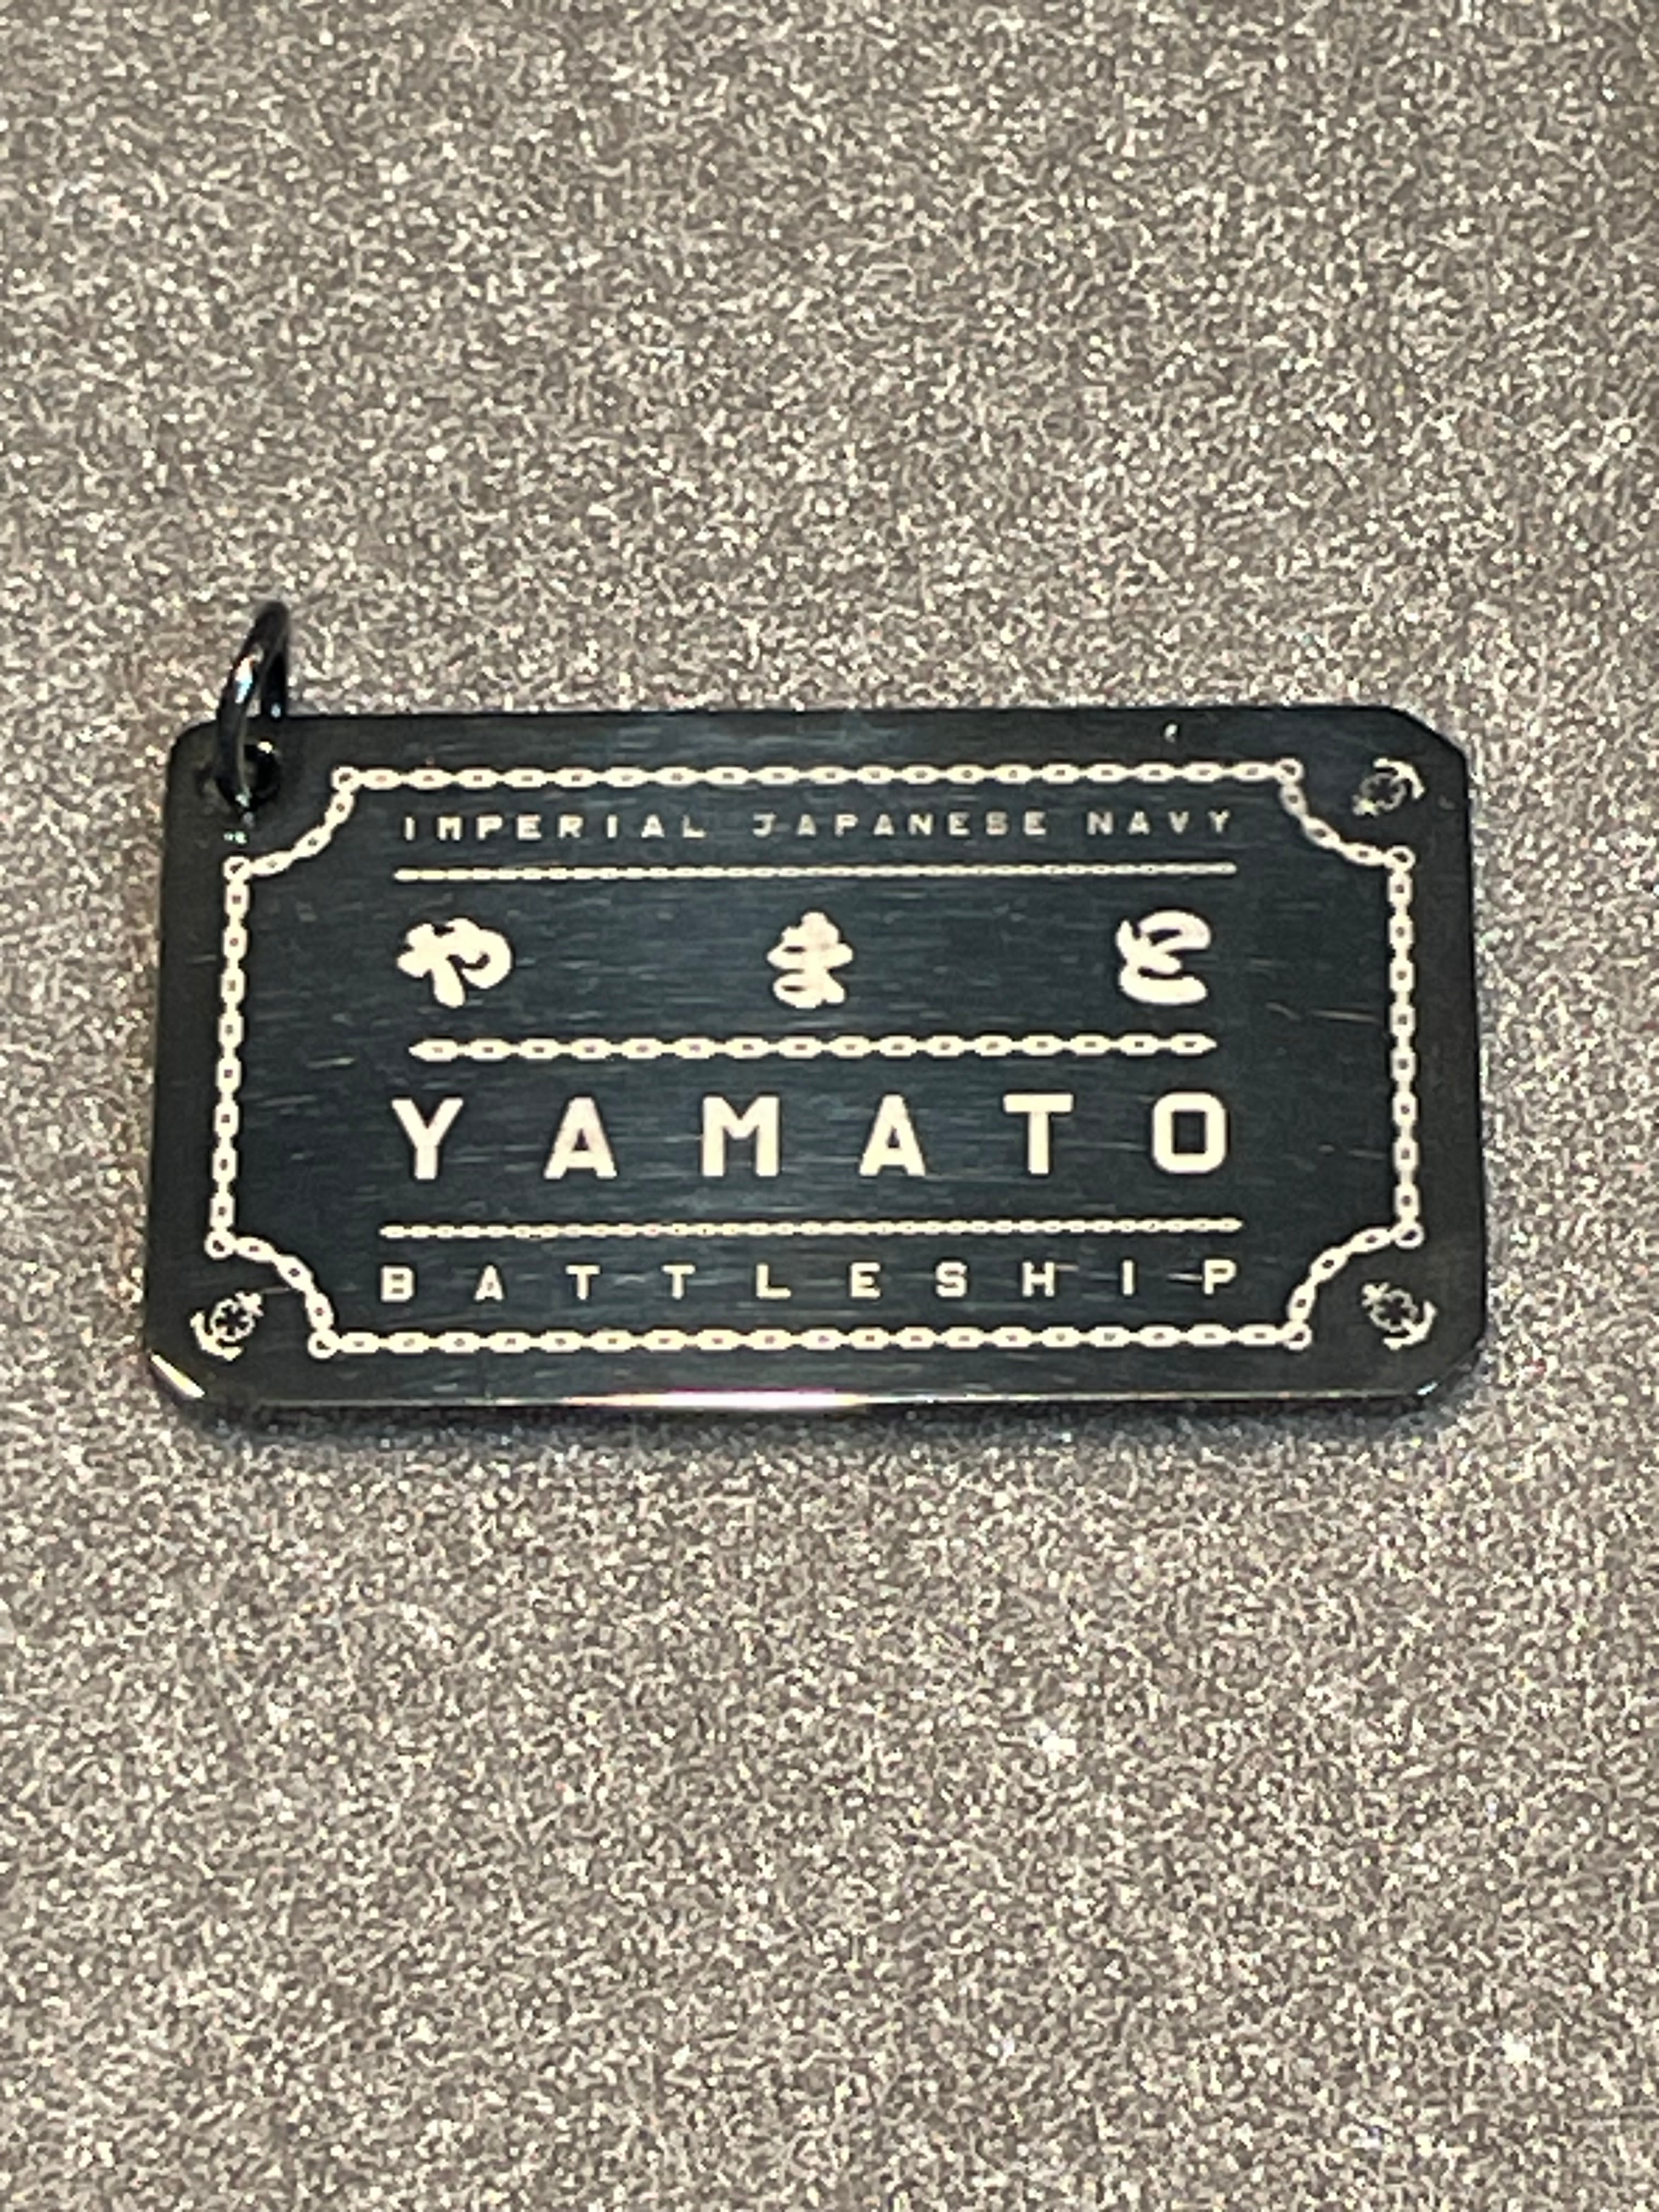 IMPERIAL JAPANESE NAVY
やまと
YAMATO
BATTLESHIP